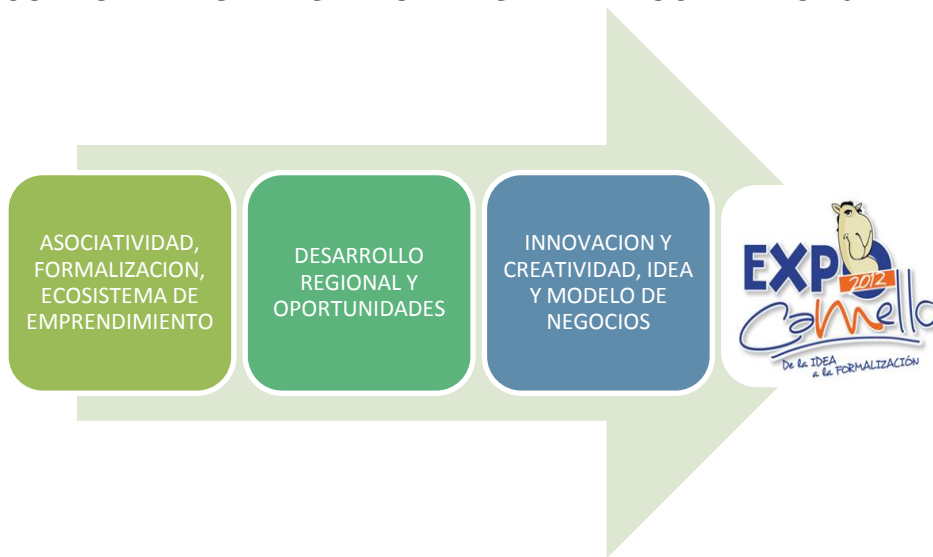 ASOCIATIVIDAD,
FORMALIZACION,
ECOSISTEMA DE
EMPRENDIMIENTO
DESARROLLO
REGIONAL Y
OPORTUNIDADES
INNOVACION Y
CREATIVIDAD, IDEA
Y MODELO DE
NEGOCIOS
EXPO
2012
Camello
De la IDEA
a la FORMALIZACIÓN